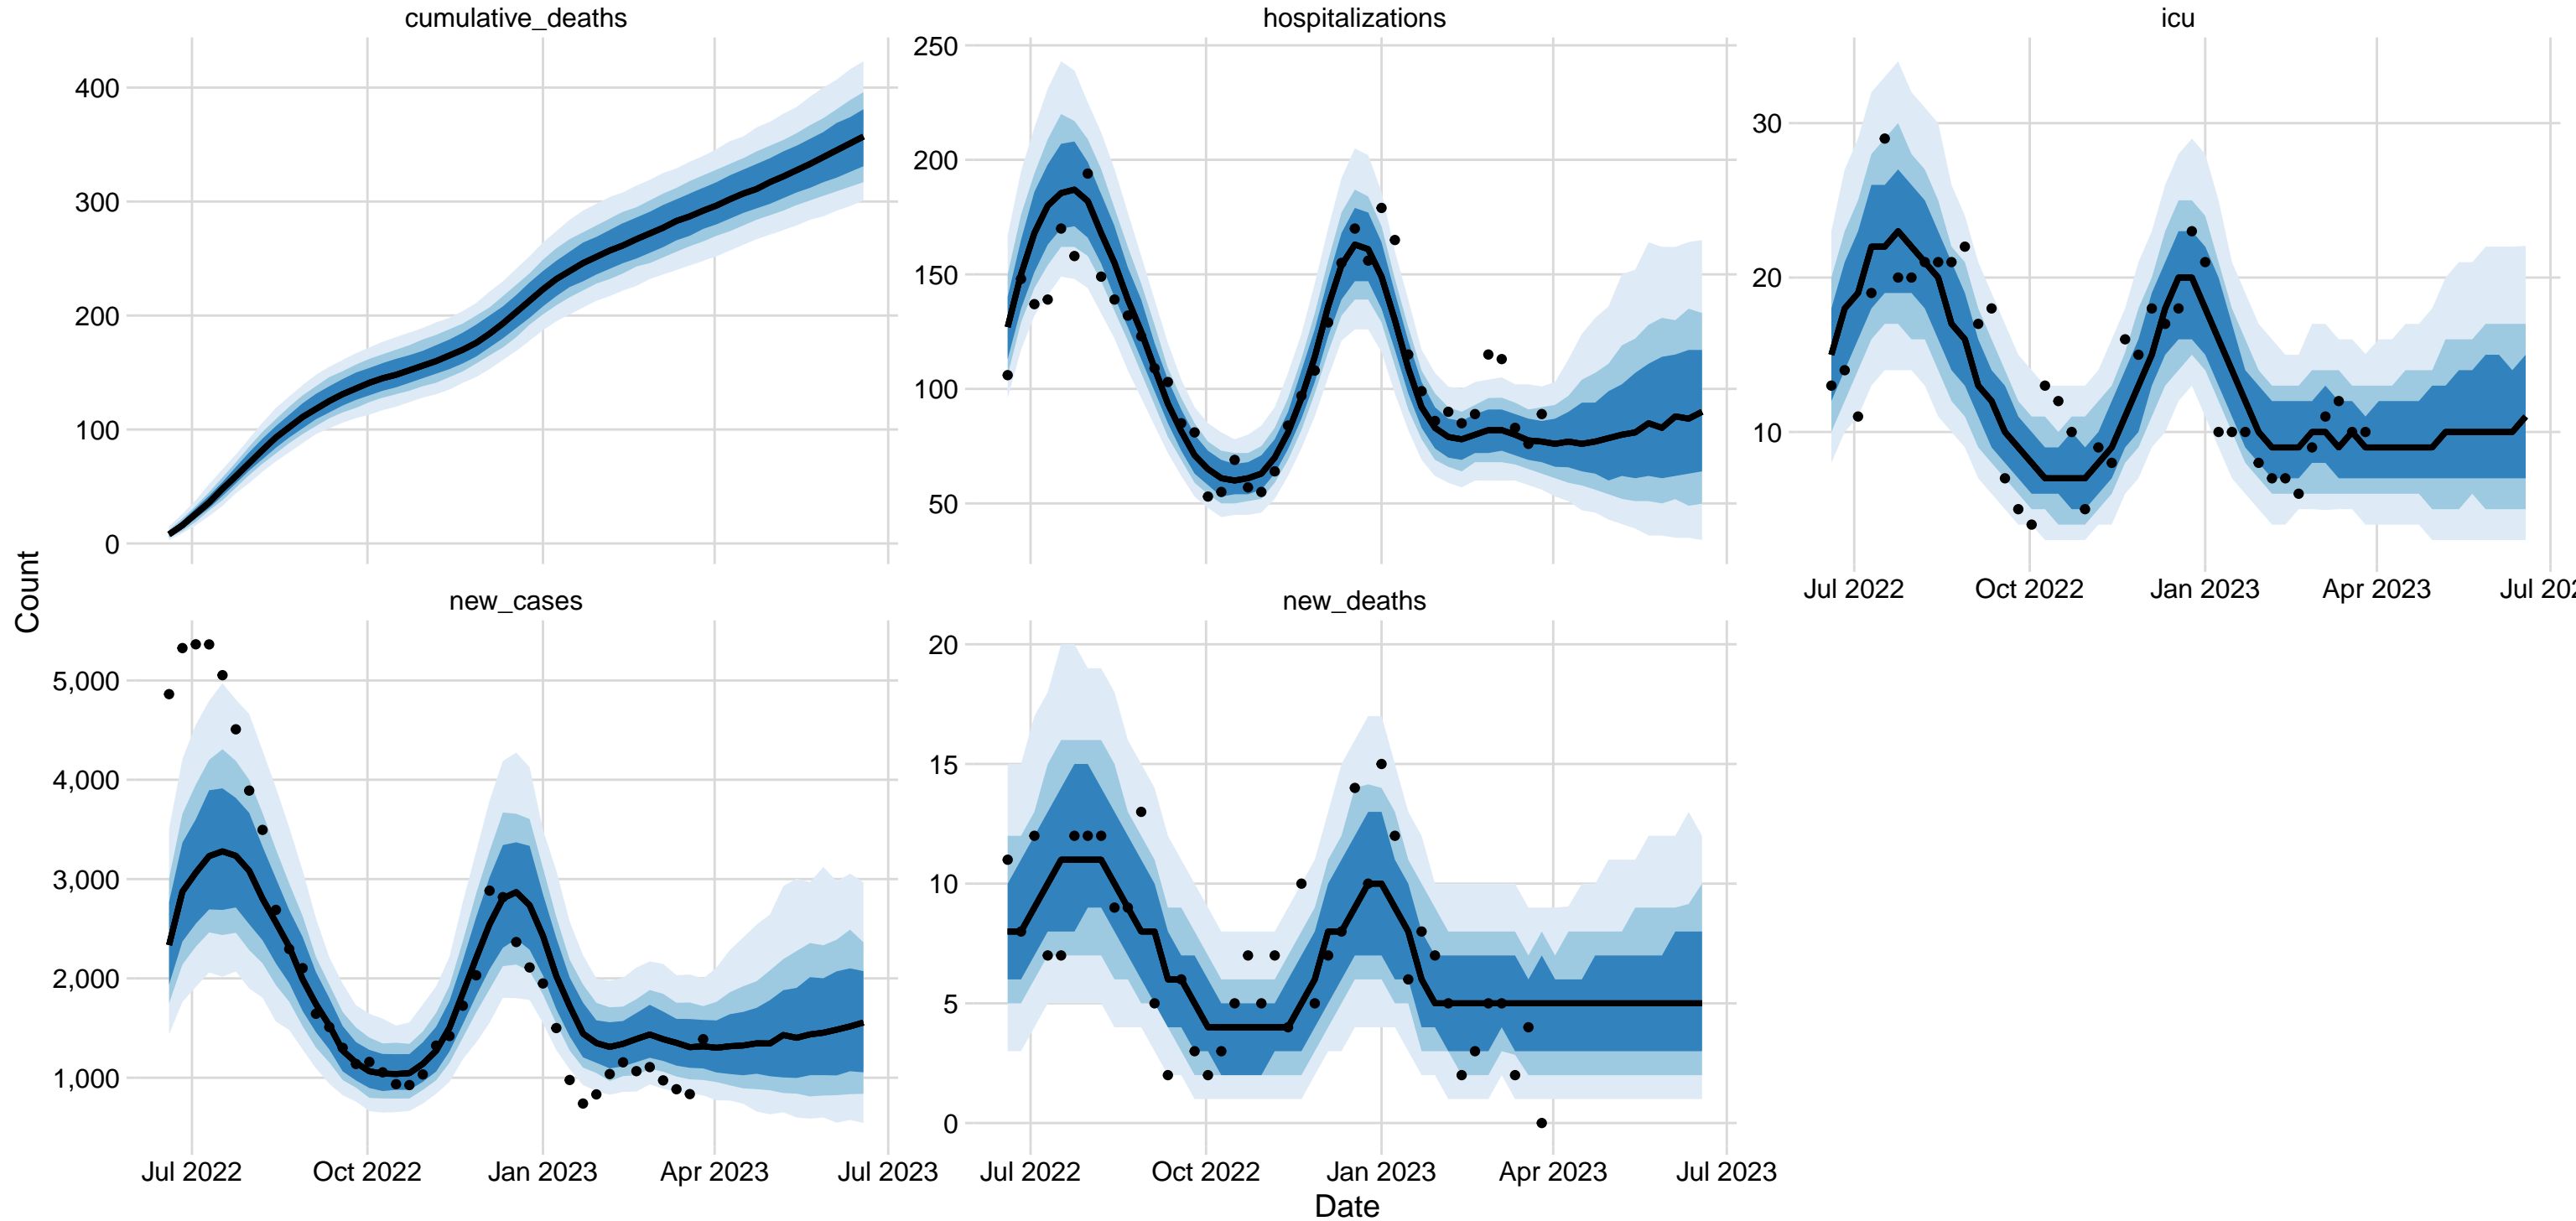 cumulative_deaths
400
300
200
100
0
hospitalizations
250
200
150
100
50
icu
30
20
10
Jul 2022 Oct 2022 Jan 2023 Apr 2023 Jul 202
Count
new_cases
5,000
4,000
3,000
2,000
1,000
Jul 2022 Oct 2022 Jan 2023 Apr 2023 Jul 2023
new_deaths
20
15
10
5
0
Jul 2022 Oct 2022 Jan 2023 Apr 2023 Jul 2023
Date